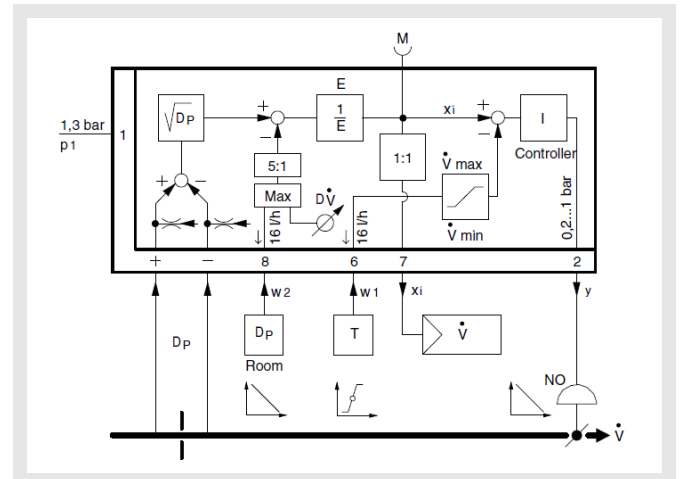 M
E
1,3 bar
p1
1
√DP
+
−
1
E
xi
+
−
I
Controller
5:1
1:1
V̇ max
V̇ min
+
−
Max
DV̇
16 l/h
16 l/h
0,2...1 bar
+
−
8
6
7
2
w2
w1
xi
y
DP
DP
Room
T
V̇
NO
V̇